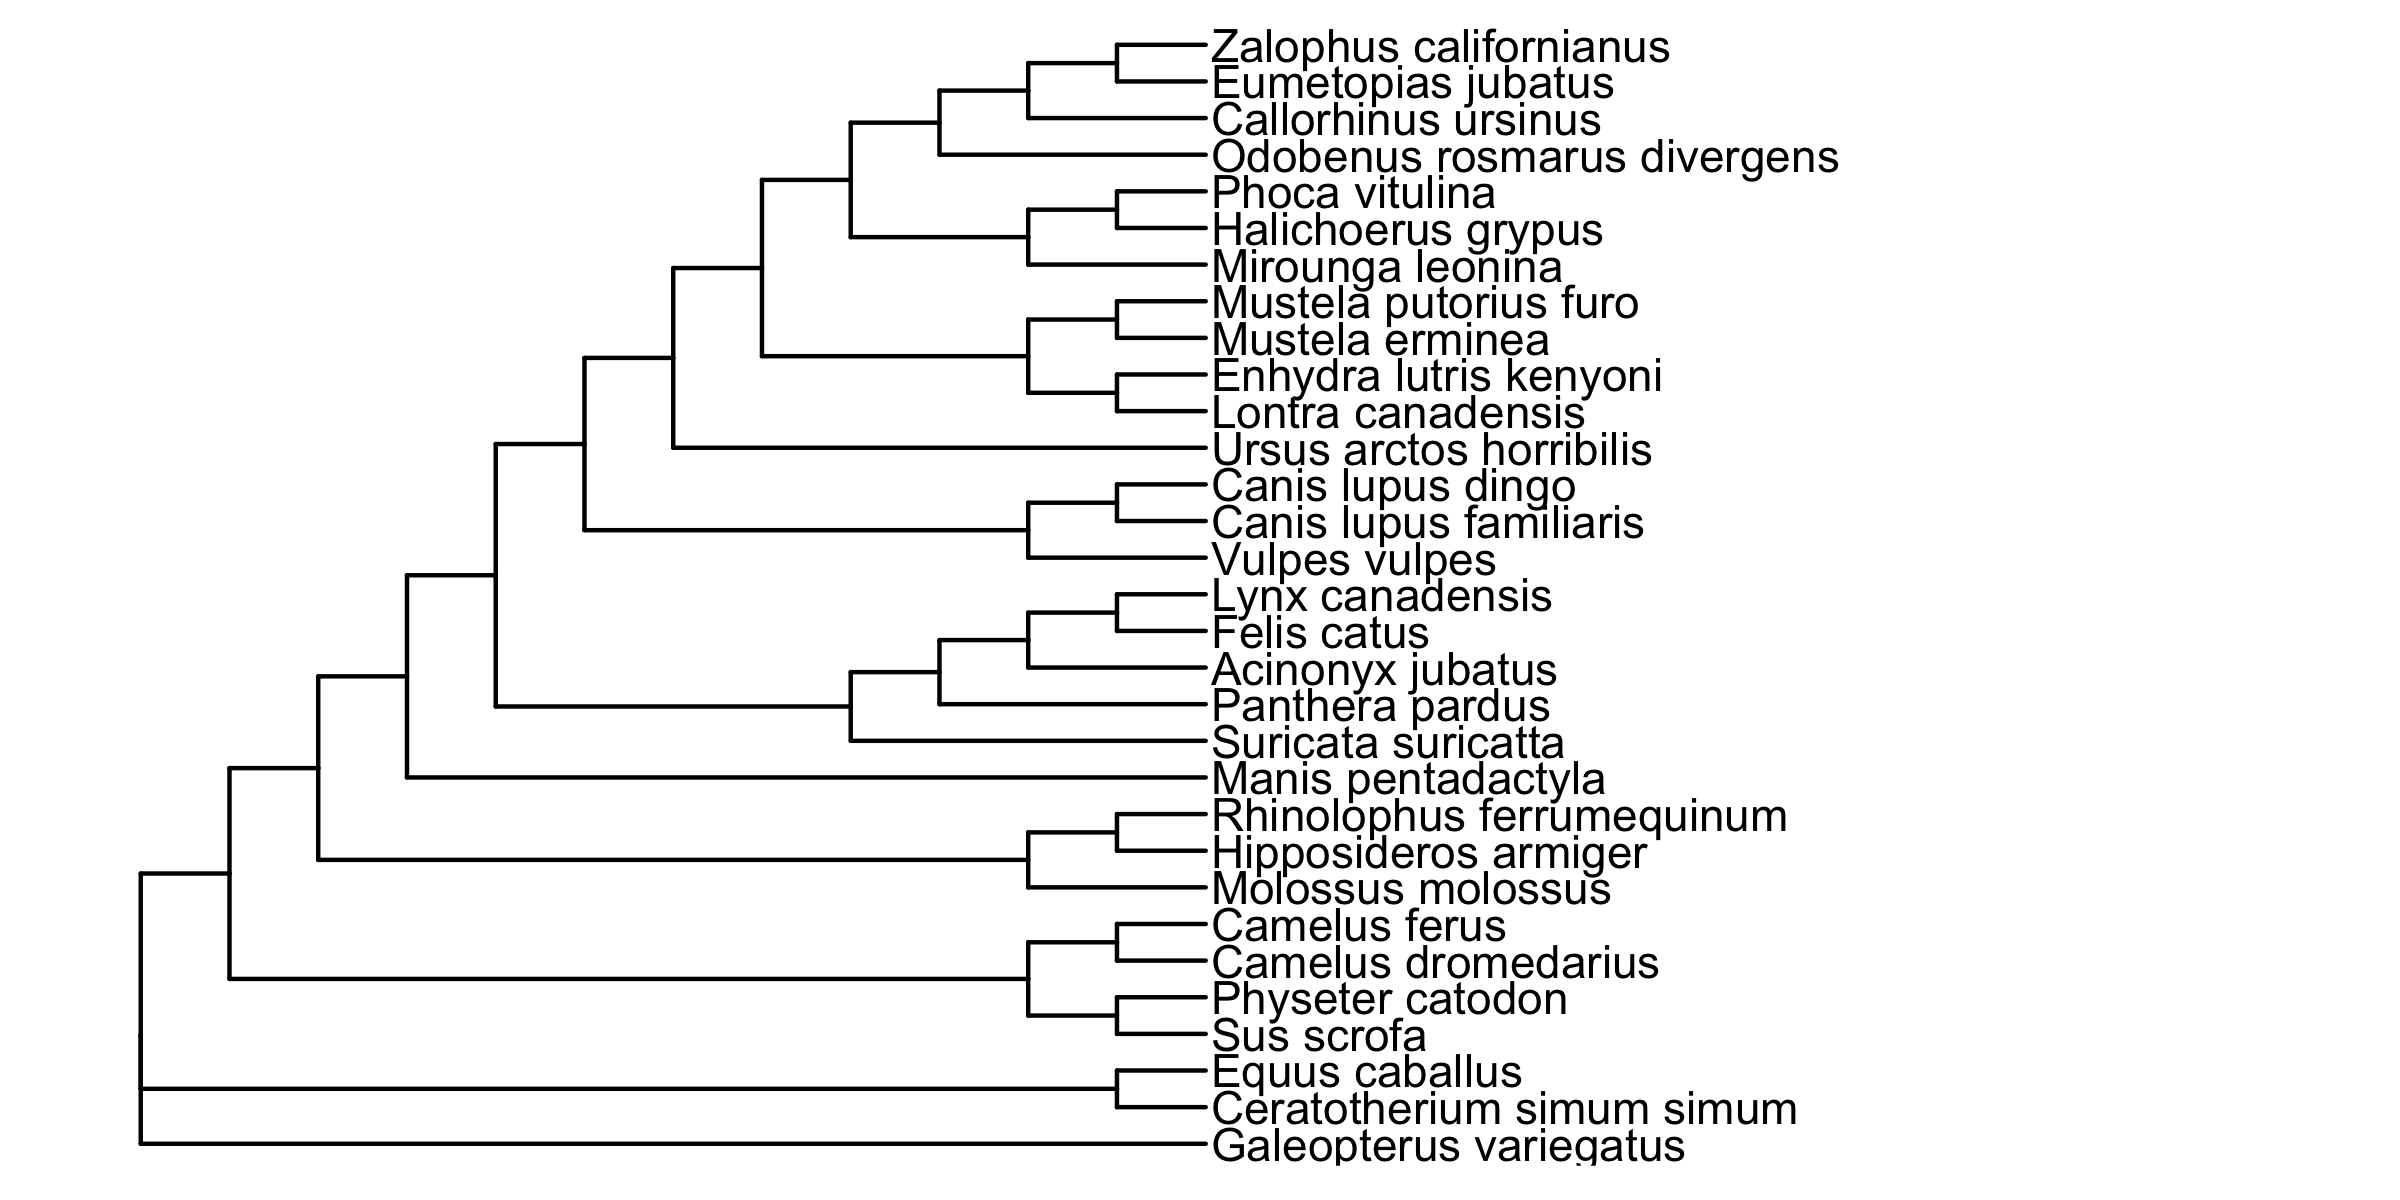 Zalophus californianus
Eumetopias jubatus
Callorhinus ursinus
Odobenus rosmarus divergens
Phoca vitulina
Halichoerus grypus
Mirounga leonina
Mustela putorius furo
Mustela erminea
Enhydra lutris kenyoni
Lontra canadensis
Ursus arctos horribilis
Canis lupus dingo
Canis lupus familiaris
Vulpes vulpes
Lynx canadensis
Felis catus
Acinonyx jubatus
Panthera pardus
Suricata suricatta
Manis pentadactyla
Rhinolophus ferrumequinum
Hipposideros armiger
Molossus molossus
Camelus ferus
Camelus dromedarius
Physeter catodon
Sus scrofa
Equus caballus
Ceratotherium simum simum
Galeopterus variegatus